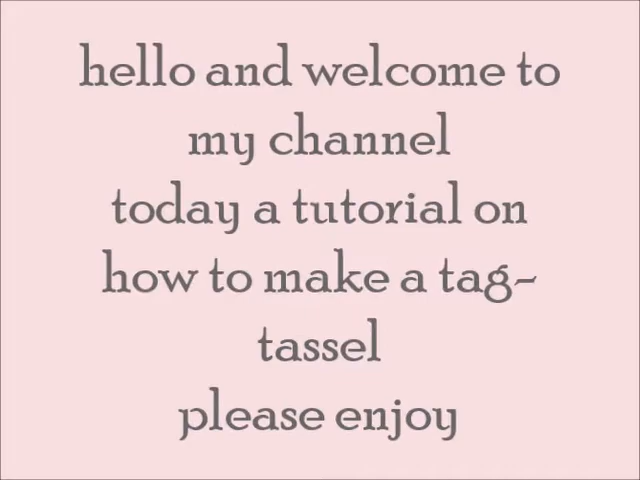 hello and welcome to
my channel
today a tutorial on
how to make a tag-
tassel
please enjoy